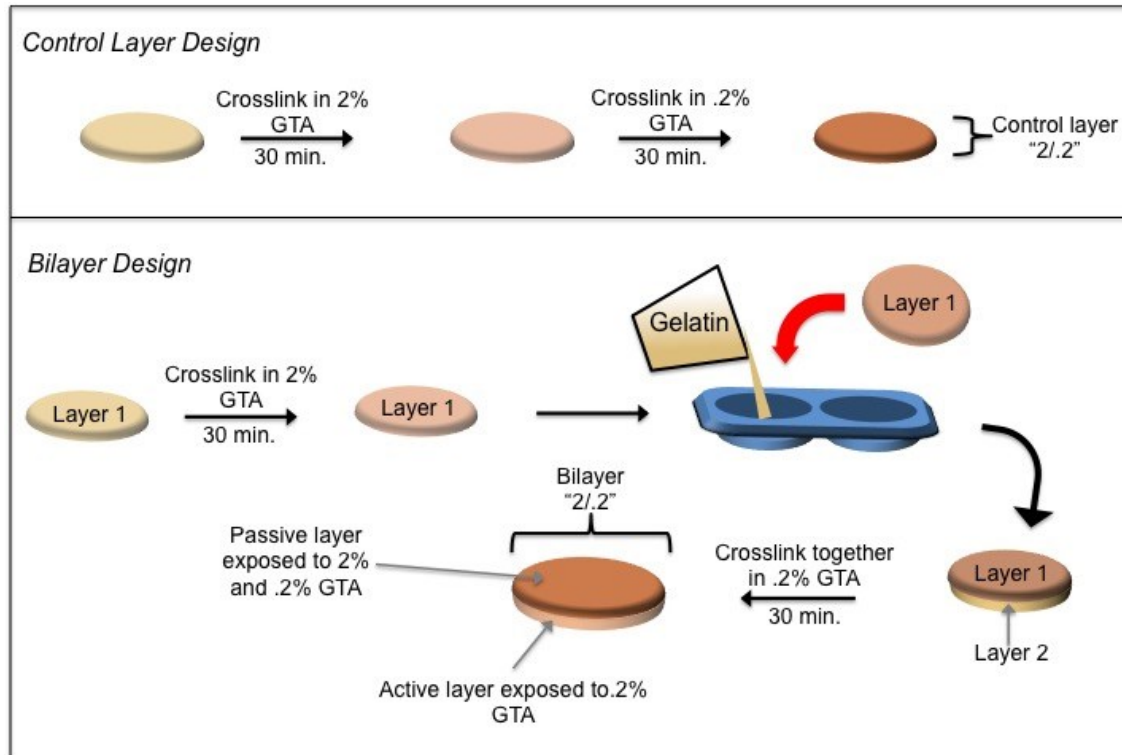 Control Layer Design
Crosslink in 2%
GTA
30 min.
Crosslink in .2%
GTA
30 min.
Control layer
“2/.2”
Bilayer Design
Layer 1
Crosslink in 2%
GTA
30 min.
Layer 1
Gelatin
Layer 1
Layer 1
Layer 2
Crosslink together
in .2% GTA
30 min.
Bilayer
“2/.2”
Passive layer
exposed to 2%
and .2% GTA
Active layer exposed to.2%
GTA